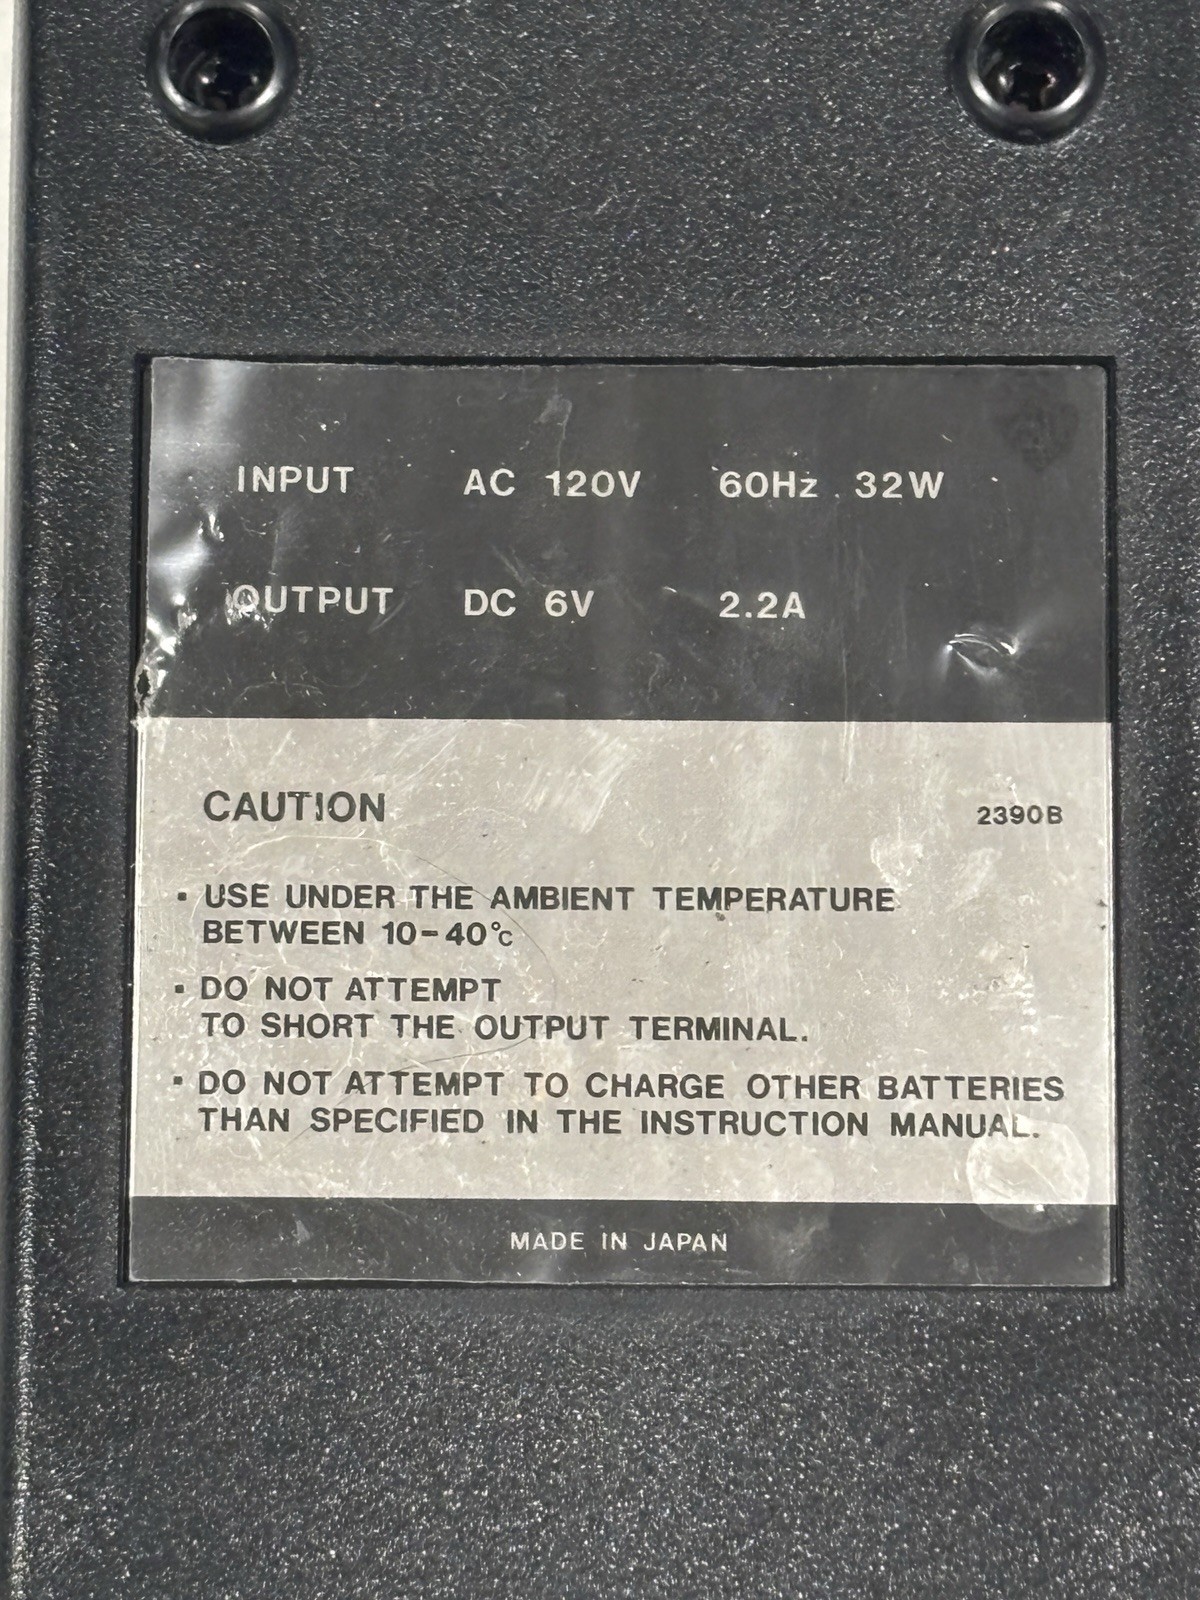 INPUT AC 120V 60Hz 32W
OUTPUT DC 6V 2.2A
CAUTION 2390B
▪ USE UNDER THE AMBIENT TEMPERATURE
BETWEEN 10-40℃
▪ DO NOT ATTEMPT
TO SHORT THE OUTPUT TERMINAL.
▪ DO NOT ATTEMPT TO CHARGE OTHER BATTERIES
THAN SPECIFIED IN THE INSTRUCTION MANUAL.
MADE IN JAPAN